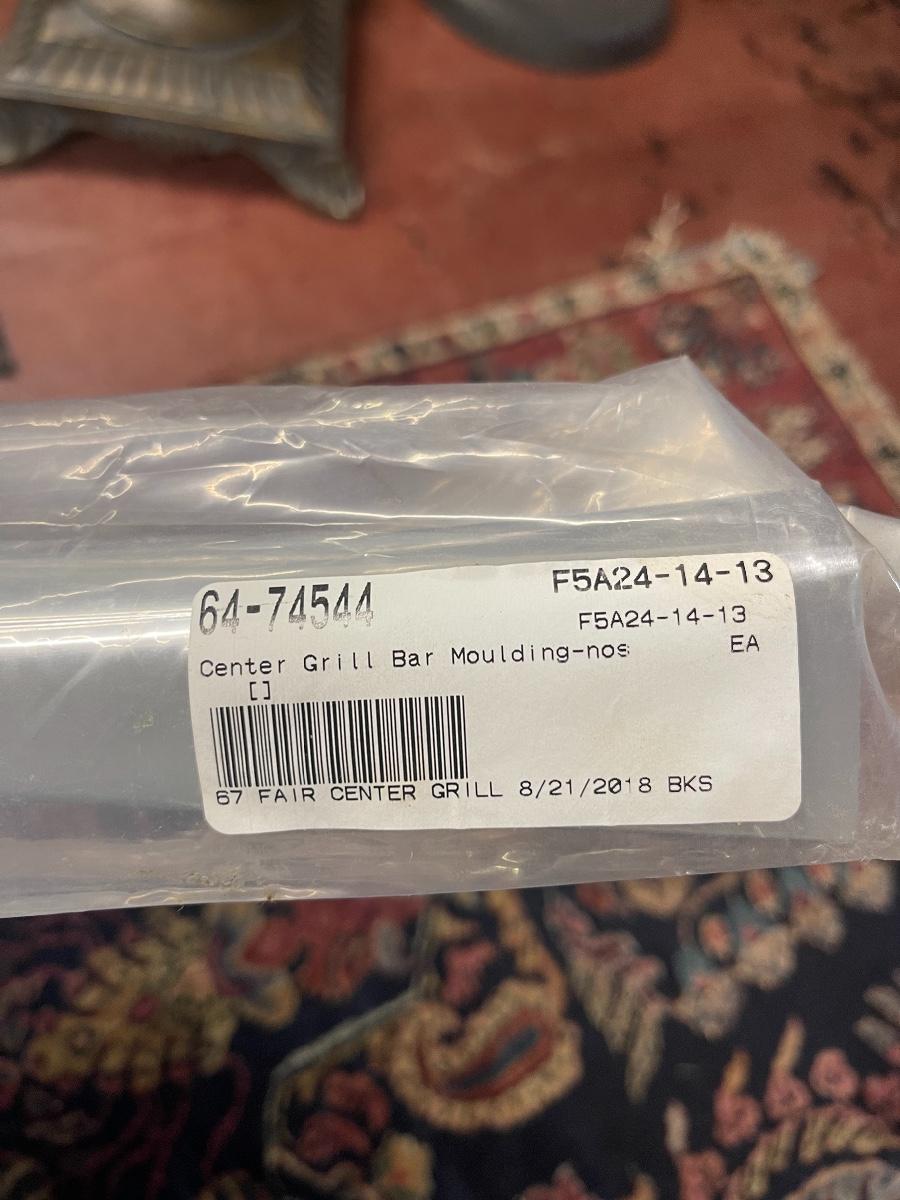 64-74544 F5A24-14-13
F5A24-14-13
Center Grill Bar Moulding-nos EA
[]
67 FAIR CENTER GRILL 8/21/2018 BKS